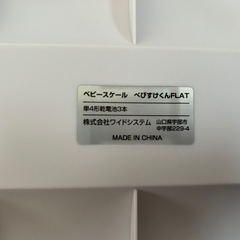 ベビースケール べびすけくんFLAT
単4形乾電池3本
株式会社ワイドシステム 山口県宇部市
中宇部229-4
MADE IN CHINA